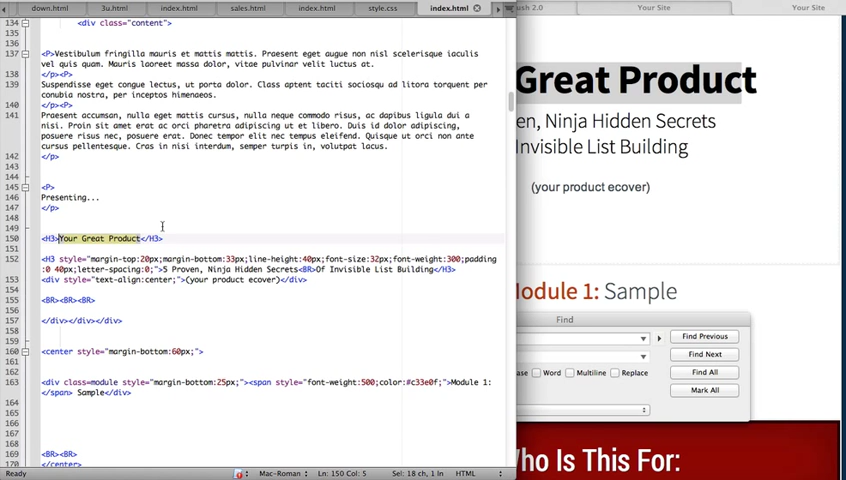 down.html 3u.html index.html sales.html index.html style.css index.html
134 <div class="content">
135
136
137 <P>Vestibulum fringilla mauris et mattis mattis. Praesent eget augue non nisl scelerisque iaculis
vel quis quam. Mauris laoreet massa dolor, vitae pulvinar velit luctus at.
138 </p><P>
139 Suspendisse eget congue lectus, ut porta dolor. Class aptent taciti sociosqu ad litora torquent per
conubia nostra, per inceptos himenaeos.
140 </p><P>
141 Praesent accumsan, nulla eget mattis cursus, nulla neque commodo risus, ac dapibus ligula dui a
nisi. Proin sit amet erat ac orci pharetra adipiscing ut et libero. Duis id dolor adipiscing,
posuere risus nec, posuere erat. Donec tempor elit nec tempus eleifend. Quisque ut orci non ante
cursus pellentesque. Cras in nisi interdum, semper turpis in, volutpat lacus.
142 </p>
143
144
145 <P>
146 Presenting...
147 </p>
148
149
150 <H3>Your Great Product</H3>
151
152 <H3 style="margin-top:20px;margin-bottom:33px;line-height:40px;font-size:32px;font-weight:300;padding
:0 40px;letter-spacing:0;">5 Proven, Ninja Hidden Secrets<BR>Of Invisible List Building</H3>
153 <div style="text-align:center;">(your product ecover)</div>
154
155 <BR><BR><BR>
156
157 </div></div></div>
158
159
160 <center style="margin-bottom:60px;">
161
162
163 <div class=module style="margin-bottom:25px;"><span style="font-weight:500;color:#c33e0f;">Module 1:
</span> Sample</div>
164
165
166
167
168
169 <BR><BR>
170 </center>
Ready Mac-Roman Ln: 150 Col: 5 Sel: 18 ch, 1 ln HTML
ush 2.0 Your Site Your Site
Great Product
en, Ninja Hidden Secrets
Invisible List Building
(your product ecover)
Module 1: Sample
Find
Find Previous
Find Next
ase Word Multiline Replace Find All
Mark All
Who Is This For: